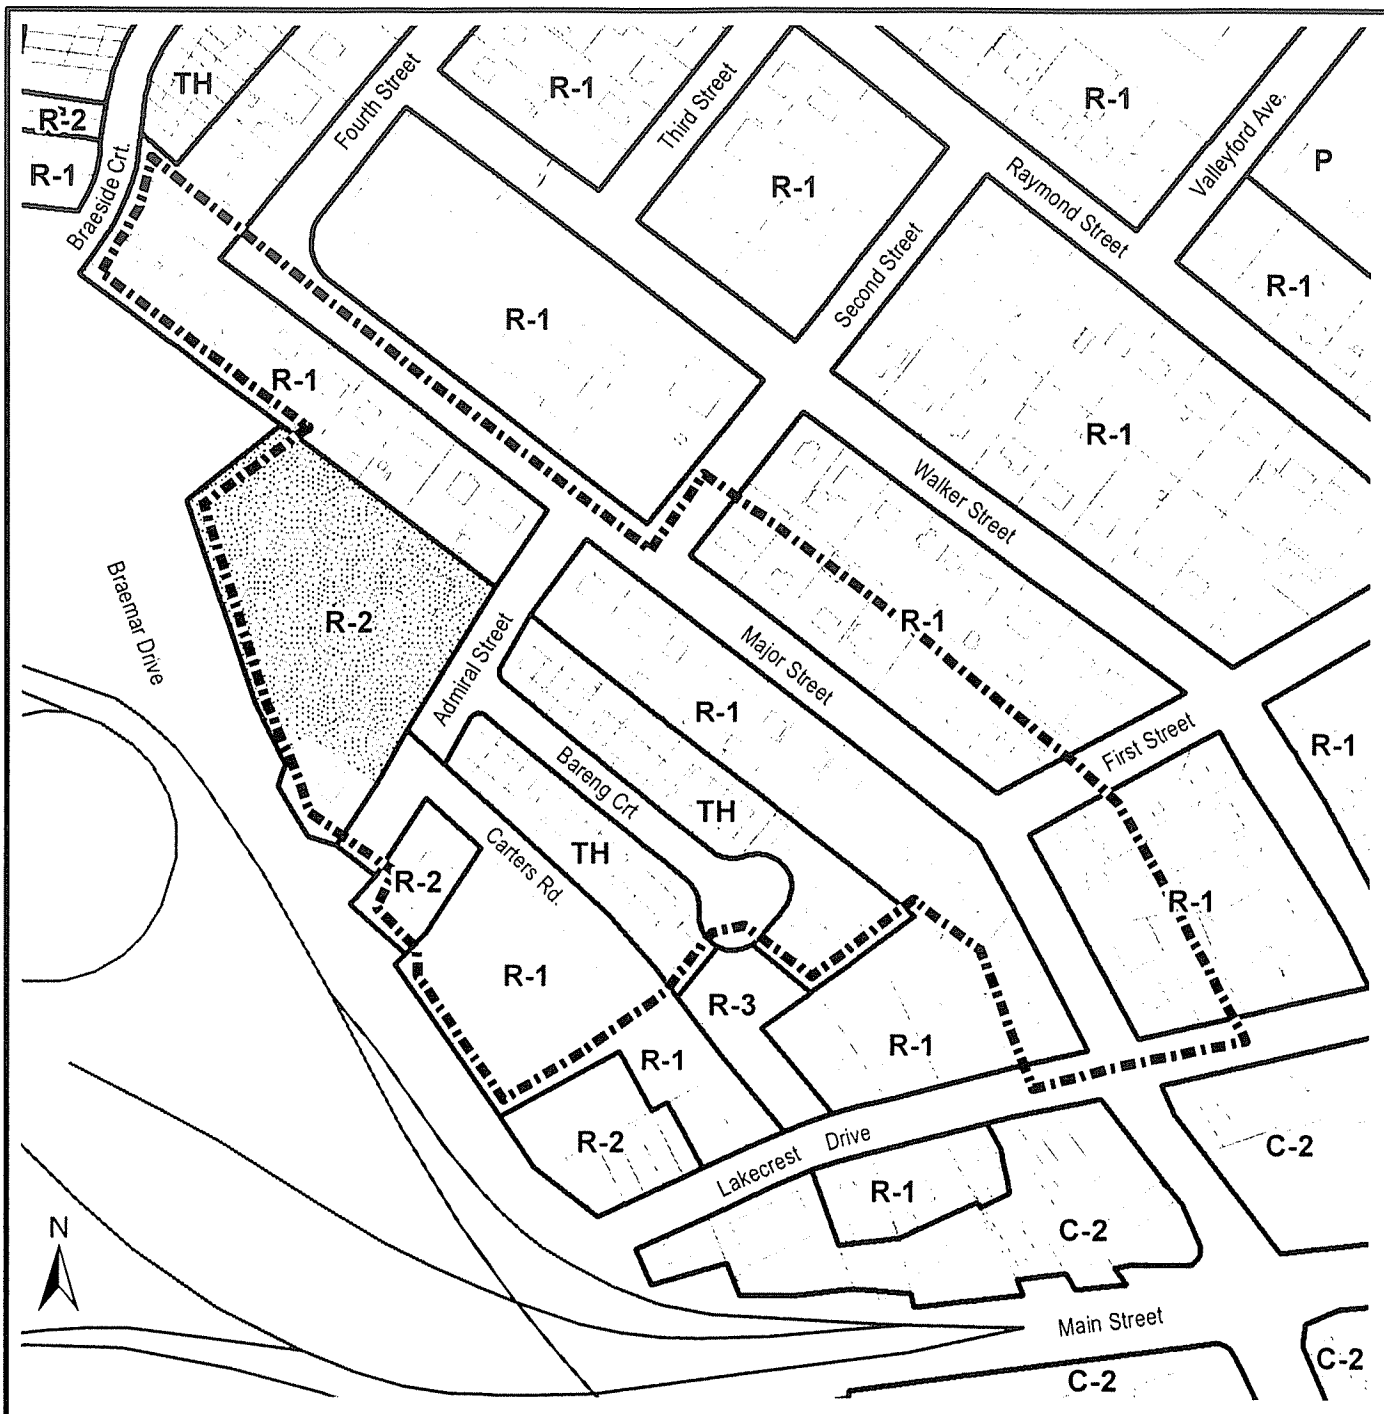 TH
R-2
R-1
Braeside Crt.
Fourth Street
R-1
Third Street
R-1
R-1
Valleyford Ave.
P
Raymond Street
R-1
Second Street
R-1
R-1
R-1
Walker Street
R-1
Braemar Drive
R-2
Admiral Street
Major Street
R-1
R-1
First Street
R-1
Bareng Crt
TH
TH
Carters Rd.
R-2
R-1
R-1
R-3
R-1
R-1
R-2
Lakecrest Drive
R-1
C-2
C-2
N
Main Street
C-2
C-2